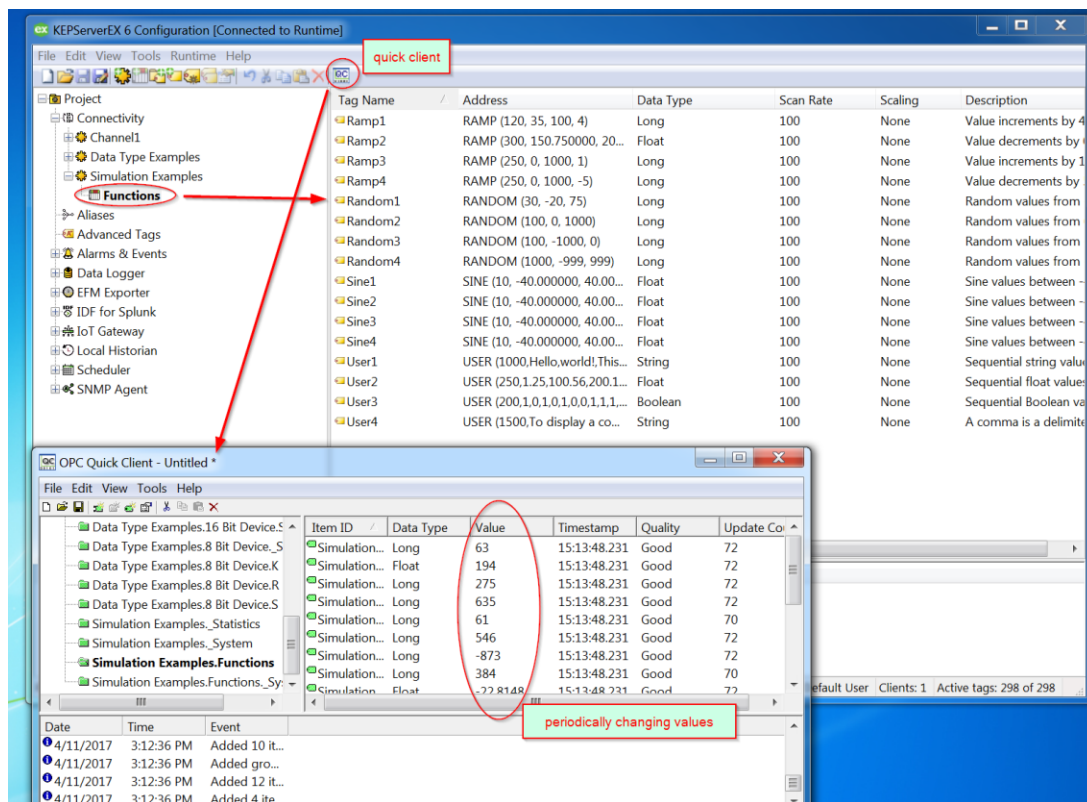 KEPServerEX 6 Configuration [Connected to Runtime]
File Edit View Tools Runtime Help
quick client
QC
Project
Connectivity
Channel1
Data Type Examples
Simulation Examples
Functions
Aliases
Advanced Tags
Alarms & Events
Data Logger
EFM Exporter
IDF for Splunk
IoT Gateway
Local Historian
Scheduler
SNMP Agent
Tag Name Address Data Type Scan Rate Scaling Description
Ramp1 RAMP (120, 35, 100, 4) Long 100 None Value increments by 4
Ramp2 RAMP (300, 150.750000, 20... Float 100 None Value decrements by
Ramp3 RAMP (250, 0, 1000, 1) Long 100 None Value increments by 1
Ramp4 RAMP (250, 0, 1000, -5) Long 100 None Value decrements by
Random1 RANDOM (30, -20, 75) Long 100 None Random values from
Random2 RANDOM (100, 0, 1000) Long 100 None Random values from
Random3 RANDOM (100, -1000, 0) Long 100 None Random values from
Random4 RANDOM (1000, -999, 999) Long 100 None Random values from
Sine1 SINE (10, -40.000000, 40.00... Float 100 None Sine values between -
Sine2 SINE (10, -40.000000, 40.00... Float 100 None Sine values between -
Sine3 SINE (10, -40.000000, 40.00... Float 100 None Sine values between -
Sine4 SINE (10, -40.000000, 40.00... Float 100 None Sine values between -
User1 USER (1000,Hello,world!,This... String 100 None Sequential string value
User2 USER (250,1.25,100.56,200.1... Float 100 None Sequential float values
User3 USER (200,1,0,1,0,1,0,0,1,1,1,... Boolean 100 None Sequential Boolean va
User4 USER (1500,To display a co... String 100 None A comma is a delimite
OPC Quick Client - Untitled *
File Edit View Tools Help
Data Type Examples.16 Bit Device.S
Data Type Examples.8 Bit Device._S
Data Type Examples.8 Bit Device.K
Data Type Examples.8 Bit Device.R
Data Type Examples.8 Bit Device.S
Simulation Examples._Statistics
Simulation Examples._System
Simulation Examples.Functions
Simulation Examples.Functions._Sy
Item ID Data Type Value Timestamp Quality Update Co
Simulation... Long 63 15:13:48.231 Good 72
Simulation... Float 194 15:13:48.231 Good 72
Simulation... Long 275 15:13:48.231 Good 72
Simulation... Long 635 15:13:48.231 Good 72
Simulation... Long 61 15:13:48.231 Good 70
Simulation... Long 546 15:13:48.231 Good 72
Simulation... Long -873 15:13:48.231 Good 72
Simulation... Long 384 15:13:48.231 Good 70
Simulation... Float -22.8148 15:13:48.231 Good 72
efault User Clients: 1 Active tags: 298 of 298
periodically changing values
Date Time Event
4/11/2017 3:12:36 PM Added 10 it...
4/11/2017 3:12:36 PM Added gro...
4/11/2017 3:12:36 PM Added 12 it...
4/11/2017 3:12:36 PM Added 4 ite...